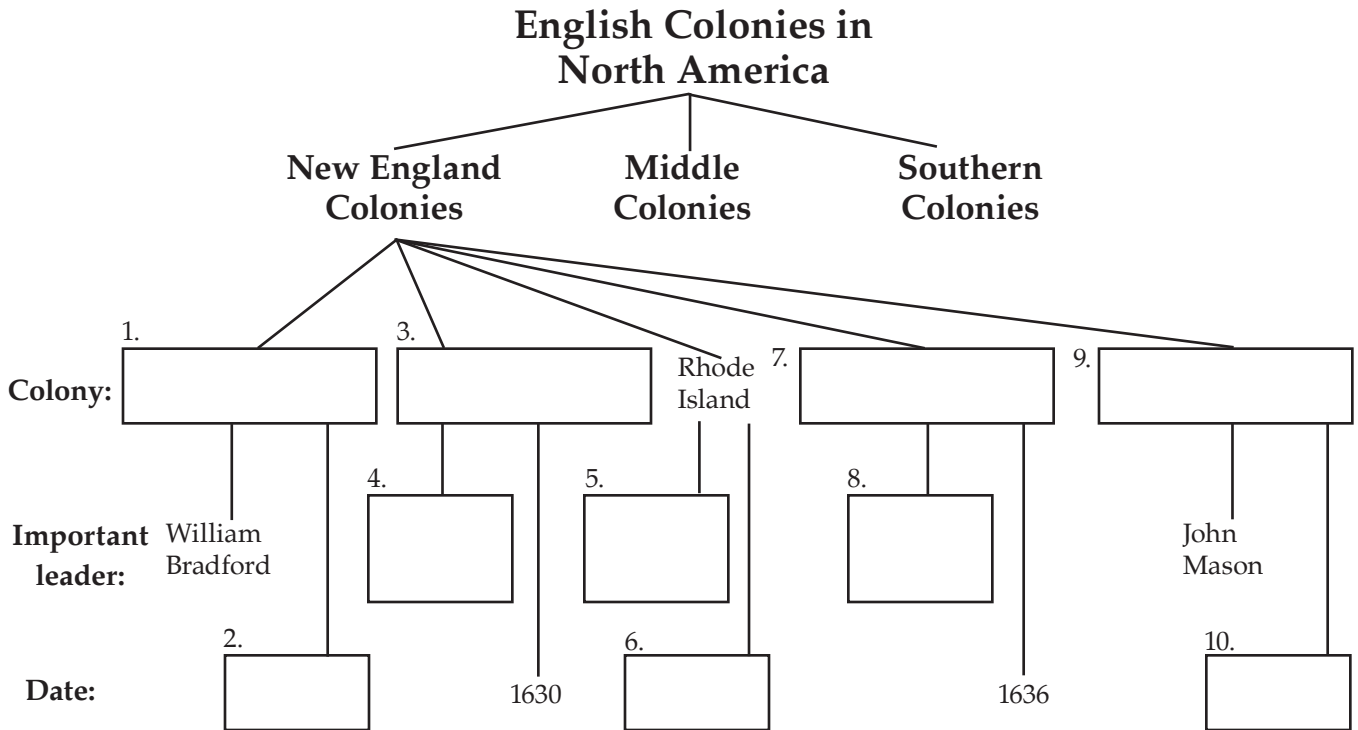 English Colonies in
North America
New England
Colonies
Middle
Colonies
Southern
Colonies
1.
3.
7.
9.
Colony:
Rhode
Island
4.
5.
8.
Important
leader:
William
Bradford
John
Mason
2.
6.
10.
Date:
1630
1636